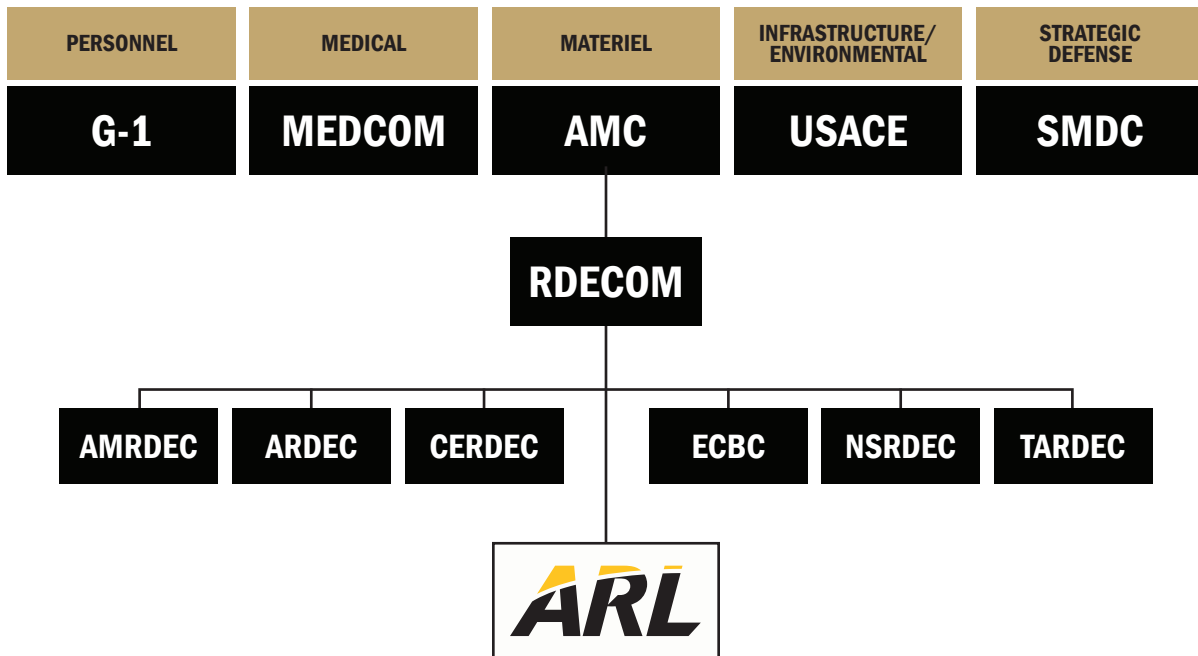 PERSONNEL
MEDICAL
MATERIEL
INFRASTRUCTURE/
ENVIRONMENTAL
STRATEGIC
DEFENSE
G-1
MEDCOM
AMC
USACE
SMDC
RDECOM
AMRDEC
ARDEC
CERDEC
ECBC
NSRDEC
TARDEC
ARL